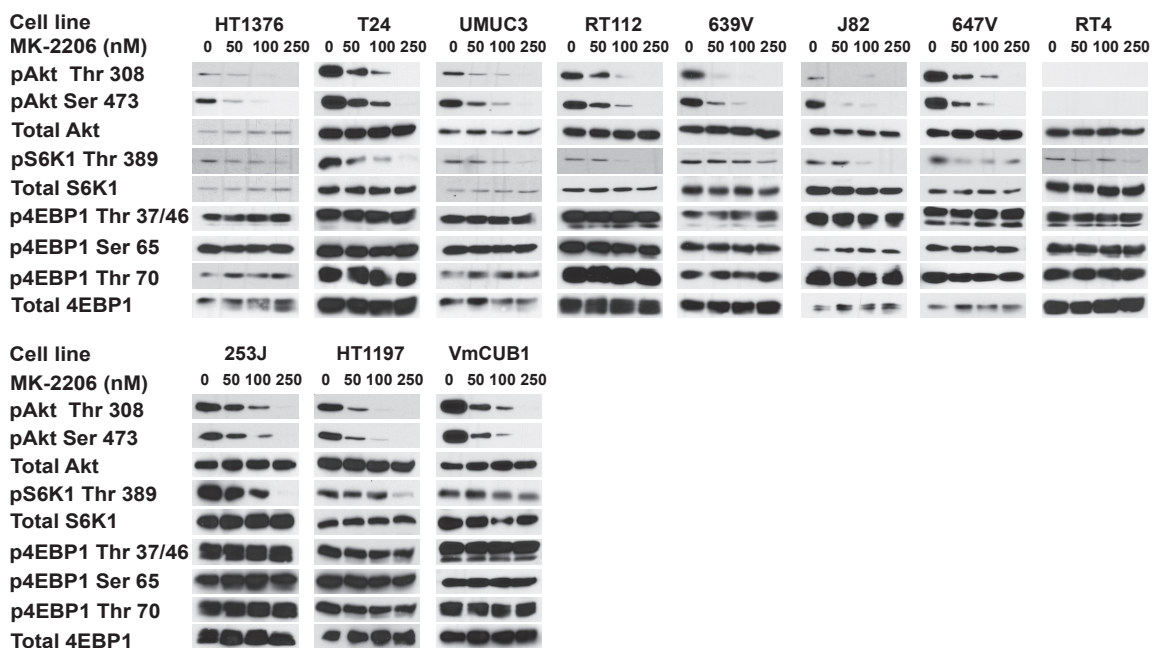 Cell line HT1376 T24 UMUC3 RT112 639V J82 647V RT4
MK-2206 (nM) 0 50 100 250 0 50 100 250 0 50 100 250 0 50 100 250 0 50 100 250 0 50 100 250 0 50 100 250 0 50 100 250
pAkt Thr 308
pAkt Ser 473
Total Akt
pS6K1 Thr 389
Total S6K1
p4EBP1 Thr 37/46
p4EBP1 Ser 65
p4EBP1 Thr 70
Total 4EBP1
Cell line 253J HT1197 VmCUB1
MK-2206 (nM) 0 50 100 250 0 50 100 250 0 50 100 250
pAkt Thr 308
pAkt Ser 473
Total Akt
pS6K1 Thr 389
Total S6K1
p4EBP1 Thr 37/46
p4EBP1 Ser 65
p4EBP1 Thr 70
Total 4EBP1